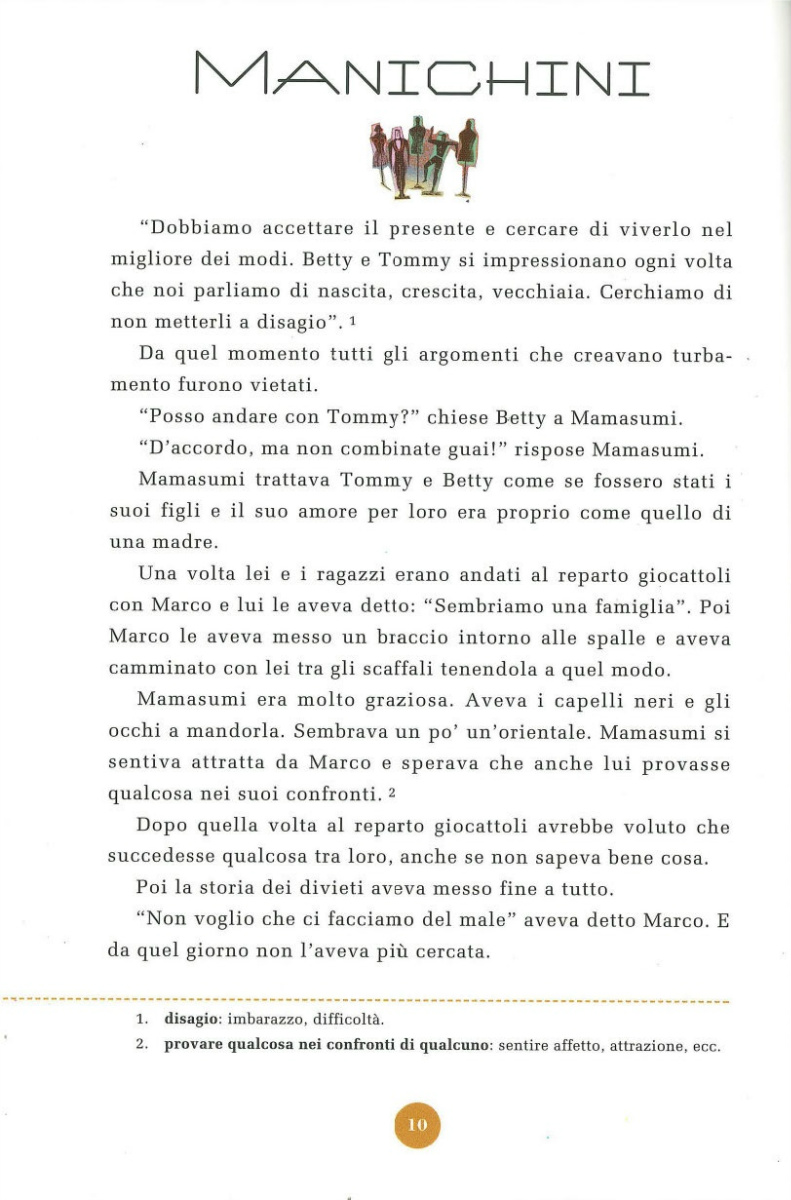 MANICHINI
“Dobbiamo accettare il presente e cercare di viverlo nel
migliore dei modi. Betty e Tommy si impressionano ogni volta
che noi parliamo di nascita, crescita, vecchiaia. Cerchiamo di
non metterli a disagio”. 1
Da quel momento tutti gli argomenti che creavano turba-
mento furono vietati.
“Posso andare con Tommy?” chiese Betty a Mamasumi.
“D’accordo, ma non combinate guai!” rispose Mamasumi.
Mamasumi trattava Tommy e Betty come se fossero stati i
suoi figli e il suo amore per loro era proprio come quello di
una madre.
Una volta lei e i ragazzi erano andati al reparto giocattoli
con Marco e lui le aveva detto: “Sembriamo una famiglia”. Poi
Marco le aveva messo un braccio intorno alle spalle e aveva
camminato con lei tra gli scaffali tenendola a quel modo.
Mamasumi era molto graziosa. Aveva i capelli neri e gli
occhi a mandorla. Sembrava un po’ un’orientale. Mamasumi si
sentiva attratta da Marco e sperava che anche lui provasse
qualcosa nei suoi confronti. 2
Dopo quella volta al reparto giocattoli avrebbe voluto che
succedesse qualcosa tra loro, anche se non sapeva bene cosa.
Poi la storia dei divieti aveva messo fine a tutto.
“Non voglio che ci facciamo del male” aveva detto Marco. E
da quel giorno non l’aveva più cercata.
1. disagio: imbarazzo, difficoltà.
2. provare qualcosa nei confronti di qualcuno: sentire affetto, attrazione, ecc.
10